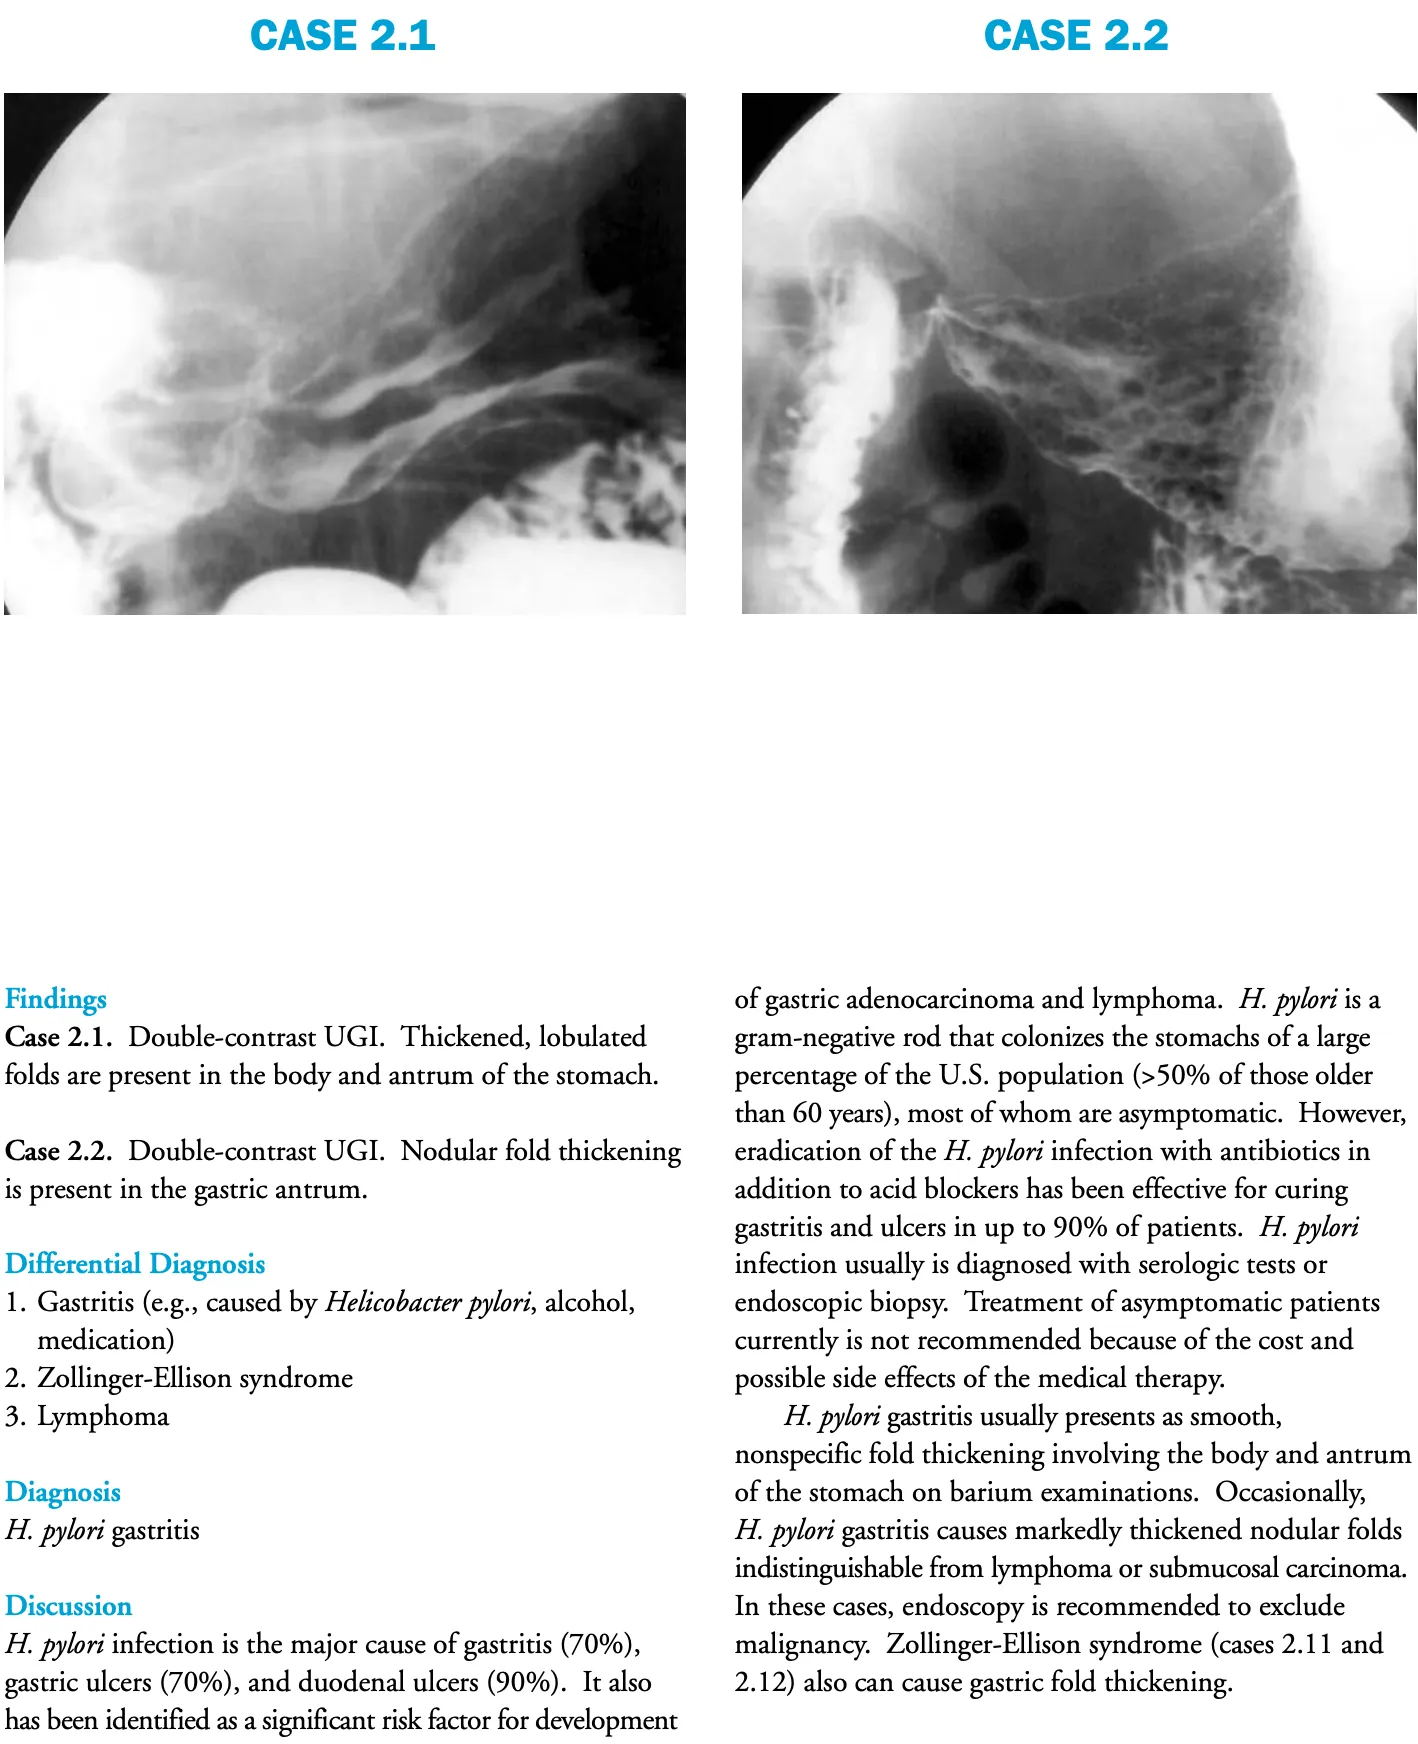 CASE 2.1
CASE 2.2
Findings
Case 2.1. Double-contrast UGI. Thickened, lobulated
folds are present in the body and antrum of the stomach.
Case 2.2. Double-contrast UGI. Nodular fold thickening
is present in the gastric antrum.
Differential Diagnosis
1. Gastritis (e.g., caused by Helicobacter pylori, alcohol,
medication)
2. Zollinger-Ellison syndrome
3. Lymphoma
Diagnosis
H. pylori gastritis
Discussion
H. pylori infection is the major cause of gastritis (70%),
gastric ulcers (70%), and duodenal ulcers (90%). It also
has been identified as a significant risk factor for development
of gastric adenocarcinoma and lymphoma. H. pylori is a
gram-negative rod that colonizes the stomachs of a large
percentage of the U.S. population (>50% of those older
than 60 years), most of whom are asymptomatic. However,
eradication of the H. pylori infection with antibiotics in
addition to acid blockers has been effective for curing
gastritis and ulcers in up to 90% of patients. H. pylori
infection usually is diagnosed with serologic tests or
endoscopic biopsy. Treatment of asymptomatic patients
currently is not recommended because of the cost and
possible side effects of the medical therapy.
H. pylori gastritis usually presents as smooth,
nonspecific fold thickening involving the body and antrum
of the stomach on barium examinations. Occasionally,
H. pylori gastritis causes markedly thickened nodular folds
indistinguishable from lymphoma or submucosal carcinoma.
In these cases, endoscopy is recommended to exclude
malignancy. Zollinger-Ellison syndrome (cases 2.11 and
2.12) also can cause gastric fold thickening.